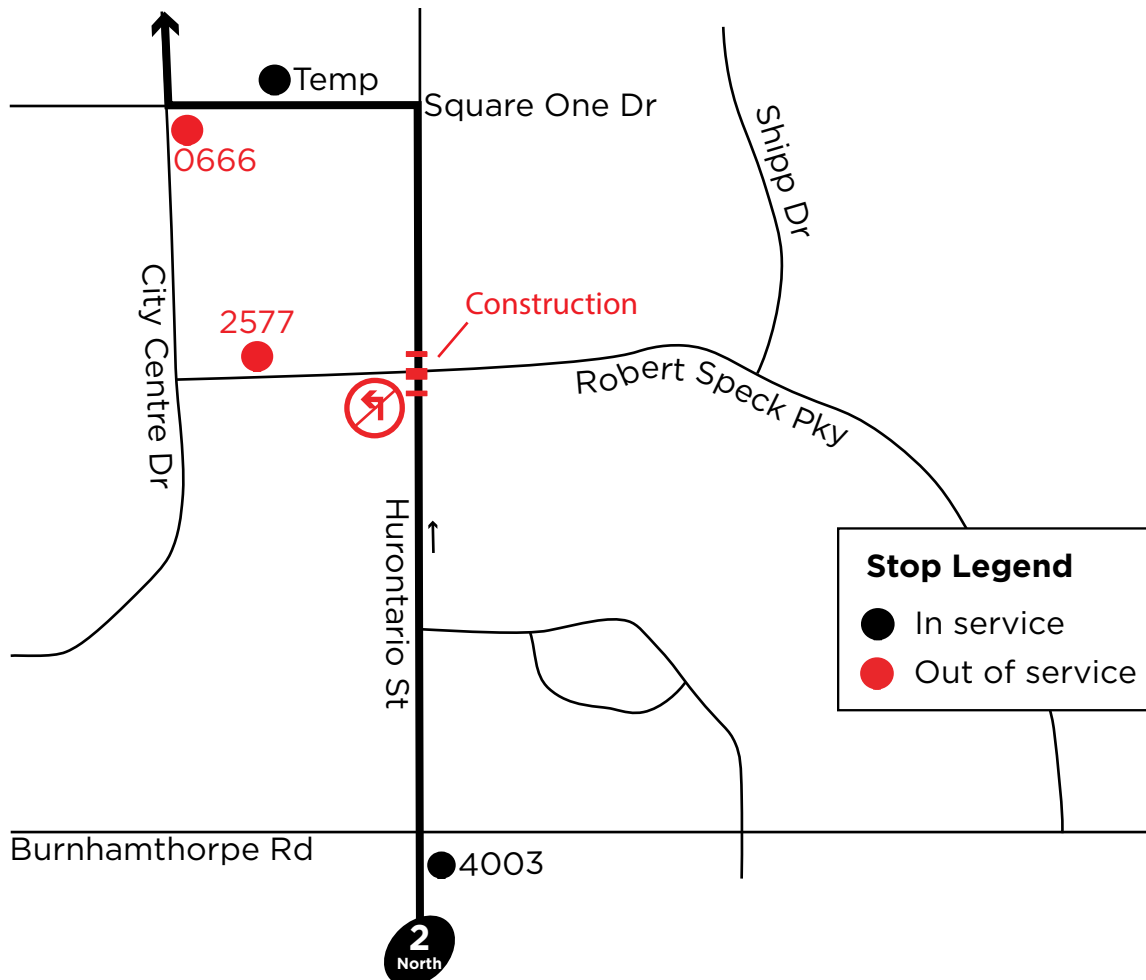 Temp
Square One Dr
0666
Shipp Dr
City Centre Dr
Construction
2577
Robert Speck Pky
Hurontario St
Stop Legend
In service
Out of service
Burnhamthorpe Rd
4003
2
North